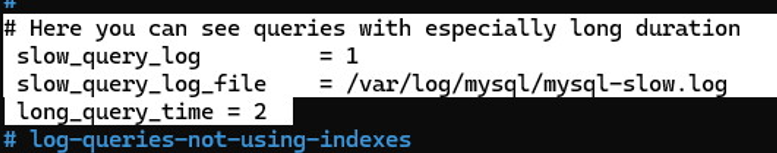 #
# Here you can see queries with especially long duration
slow_query_log         = 1
slow_query_log_file    = /var/log/mysql/mysql-slow.log
long_query_time = 2
# log-queries-not-using-indexes